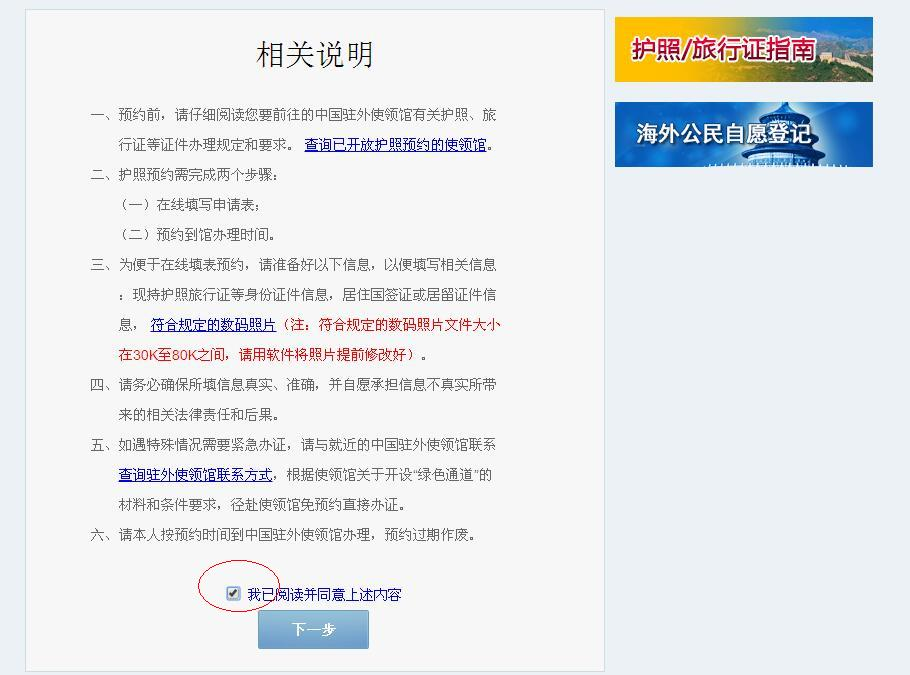 相关说明
一、预约前，请仔细阅读您要前往的中国驻外使领馆有关护照、旅
行证等证件办理规定和要求。 查询已开放护照预约的使领馆。
二、护照预约需完成两个步骤：
（一）在线填写申请表；
（二）预约到馆办理时间。
三、为便于在线填表预约，请准备好以下信息，以便填写相关信息
：现持护照旅行证等身份证件信息，居住国签证或居留证件信
息， 符合规定的数码照片（注：符合规定的数码照片文件大小
在30K至80K之间，请用软件将照片提前修改好）。
四、请务必确保所填信息真实、准确，并自愿承担信息不真实所带
来的相关法律责任和后果。
五、如遇特殊情况需要紧急办证，请与就近的中国驻外使领馆联系
查询驻外使领馆联系方式，根据使领馆关于开设“绿色通道”的
材料和条件要求，径赴使领馆免预约直接办证。
六、请本人按预约时间到中国驻外使领馆办理，预约过期作废。
我已阅读并同意上述内容
下一步
护照/旅行证指南
海外公民自愿登记